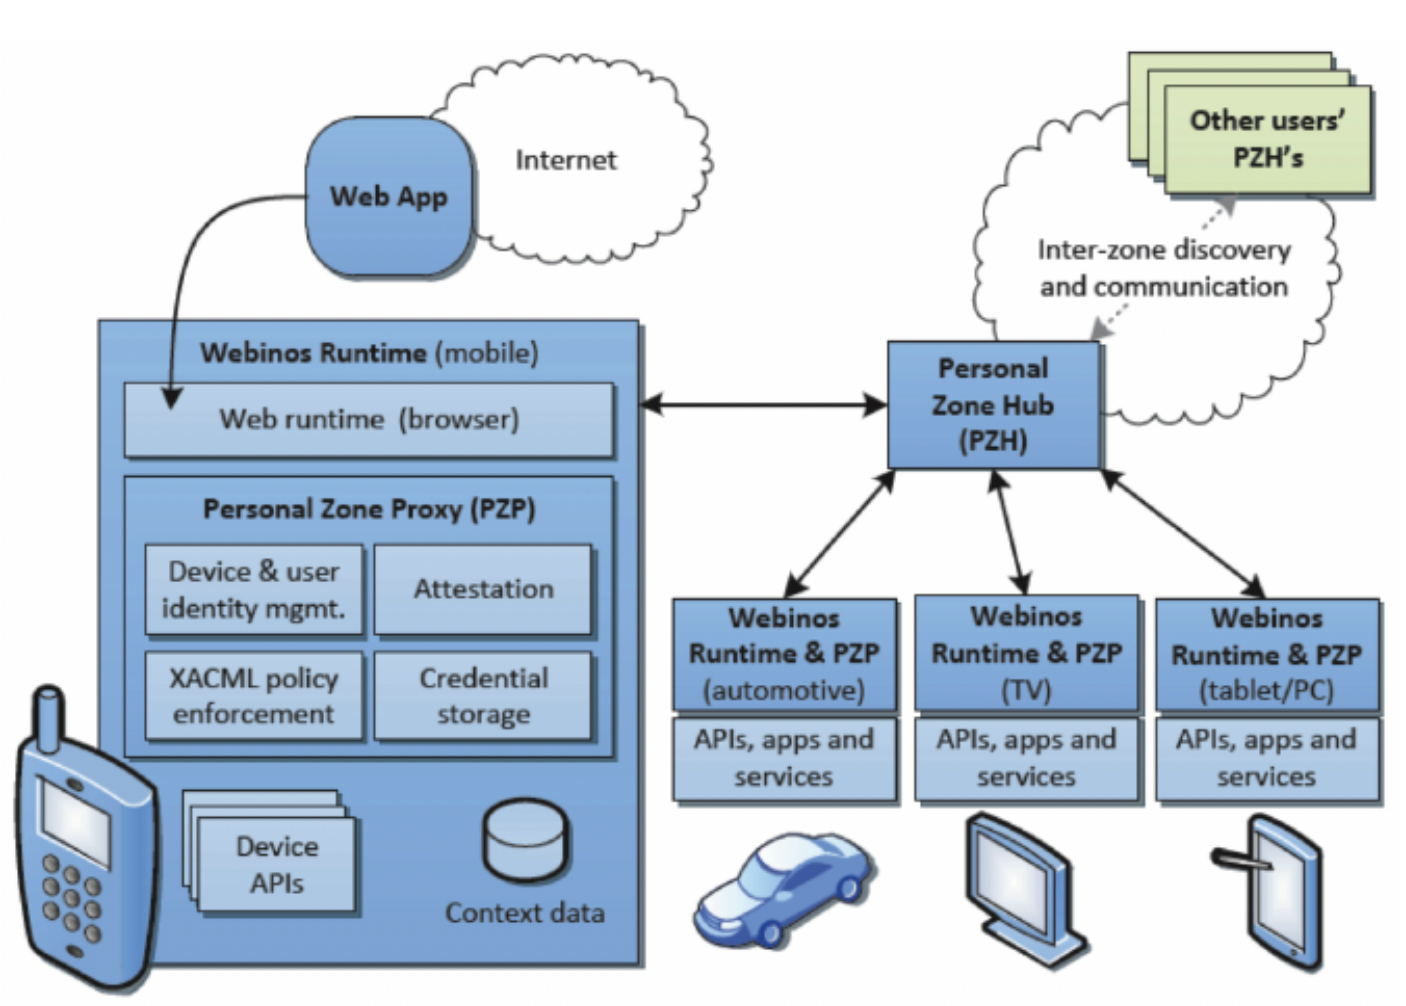 Internet
Web App
Other users'
PZH's
Inter-zone discovery
and communication
Webinos Runtime (mobile)
Web runtime (browser)
Personal Zone Proxy (PZP)
Device & user
identity mgmt.
Attestation
XACML policy
enforcement
Credential
storage
Device
APIs
Context data
Personal
Zone Hub
(PZH)
Webinos
Runtime & PZP
(automotive)
APIs, apps and
services
Webinos
Runtime & PZP
(TV)
APIs, apps and
services
Webinos
Runtime & PZP
(tablet/PC)
APIs, apps and
services